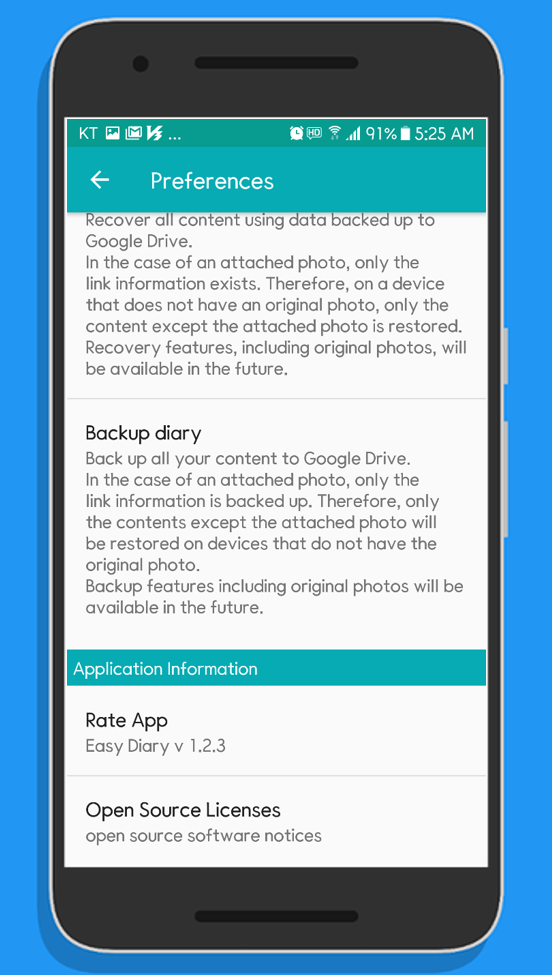 KT ... HD 91% 5:25 AM
Preferences
Recover all content using data backed up to
Google Drive.
In the case of an attached photo, only the
link information exists. Therefore, on a device
that does not have an original photo, only the
content except the attached photo is restored.
Recovery features, including original photos, will
be available in the future.
Backup diary
Back up all your content to Google Drive.
In the case of an attached photo, only the
link information is backed up. Therefore, only
the contents except the attached photo will
be restored on devices that do not have the
original photo.
Backup features including original photos will be
available in the future.
Application Information
Rate App
Easy Diary v 1.2.3
Open Source Licenses
open source software notices